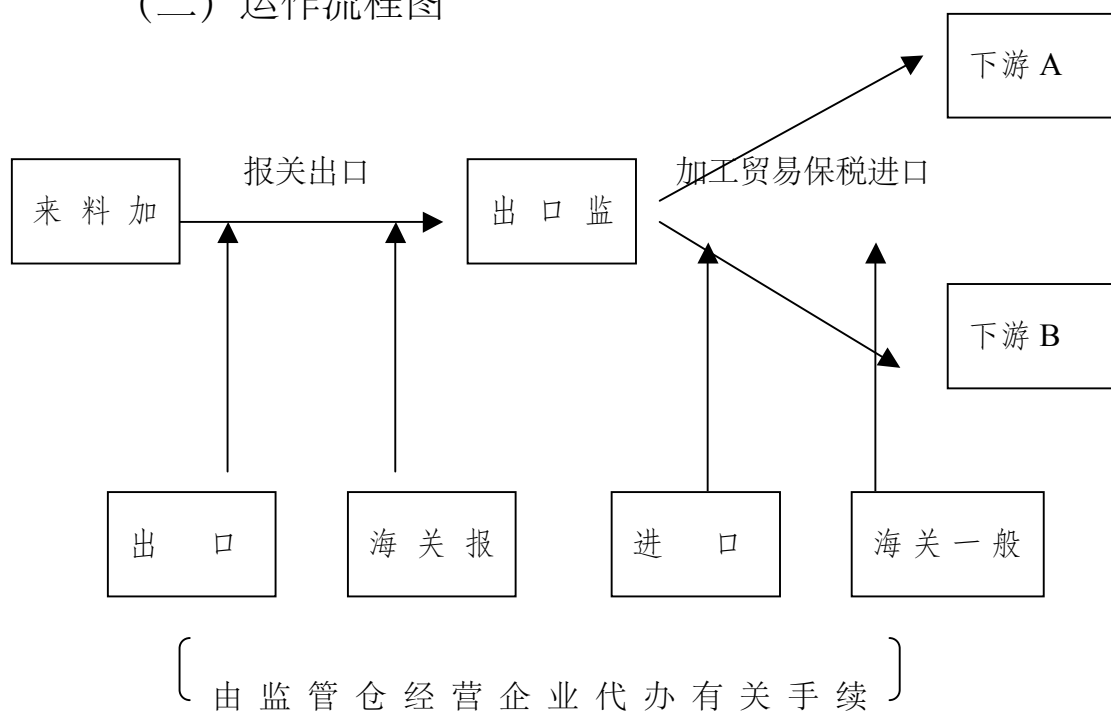 （二）运作流程图
下游 A
报关出口
加工贸易保税进口
来料加
出口监
下游 B
出 口
海关报
进 口
海关一般
由监管仓经营企业代办有关手续